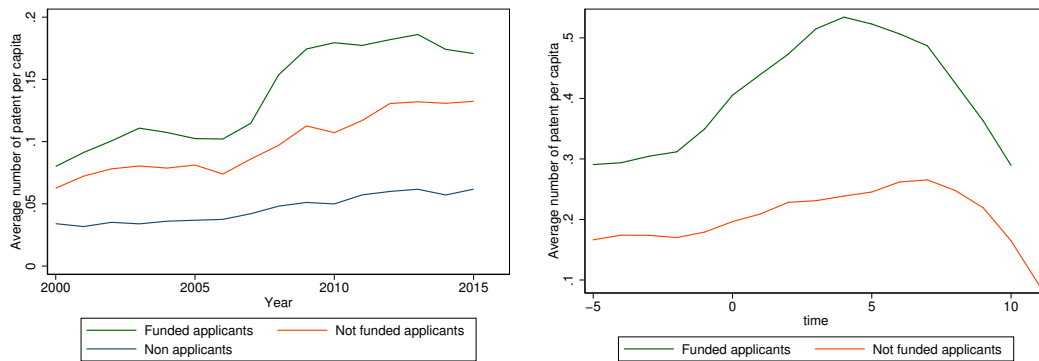 Average number of patent per capita
.2
.15
.1
.05
0
2000 2005 2010 2015
Year
Funded applicants Not funded applicants
Non applicants
Average number of patent per capita
.5
.4
.3
.2
.1
−5 0 5 10
time
Funded applicants Not funded applicants